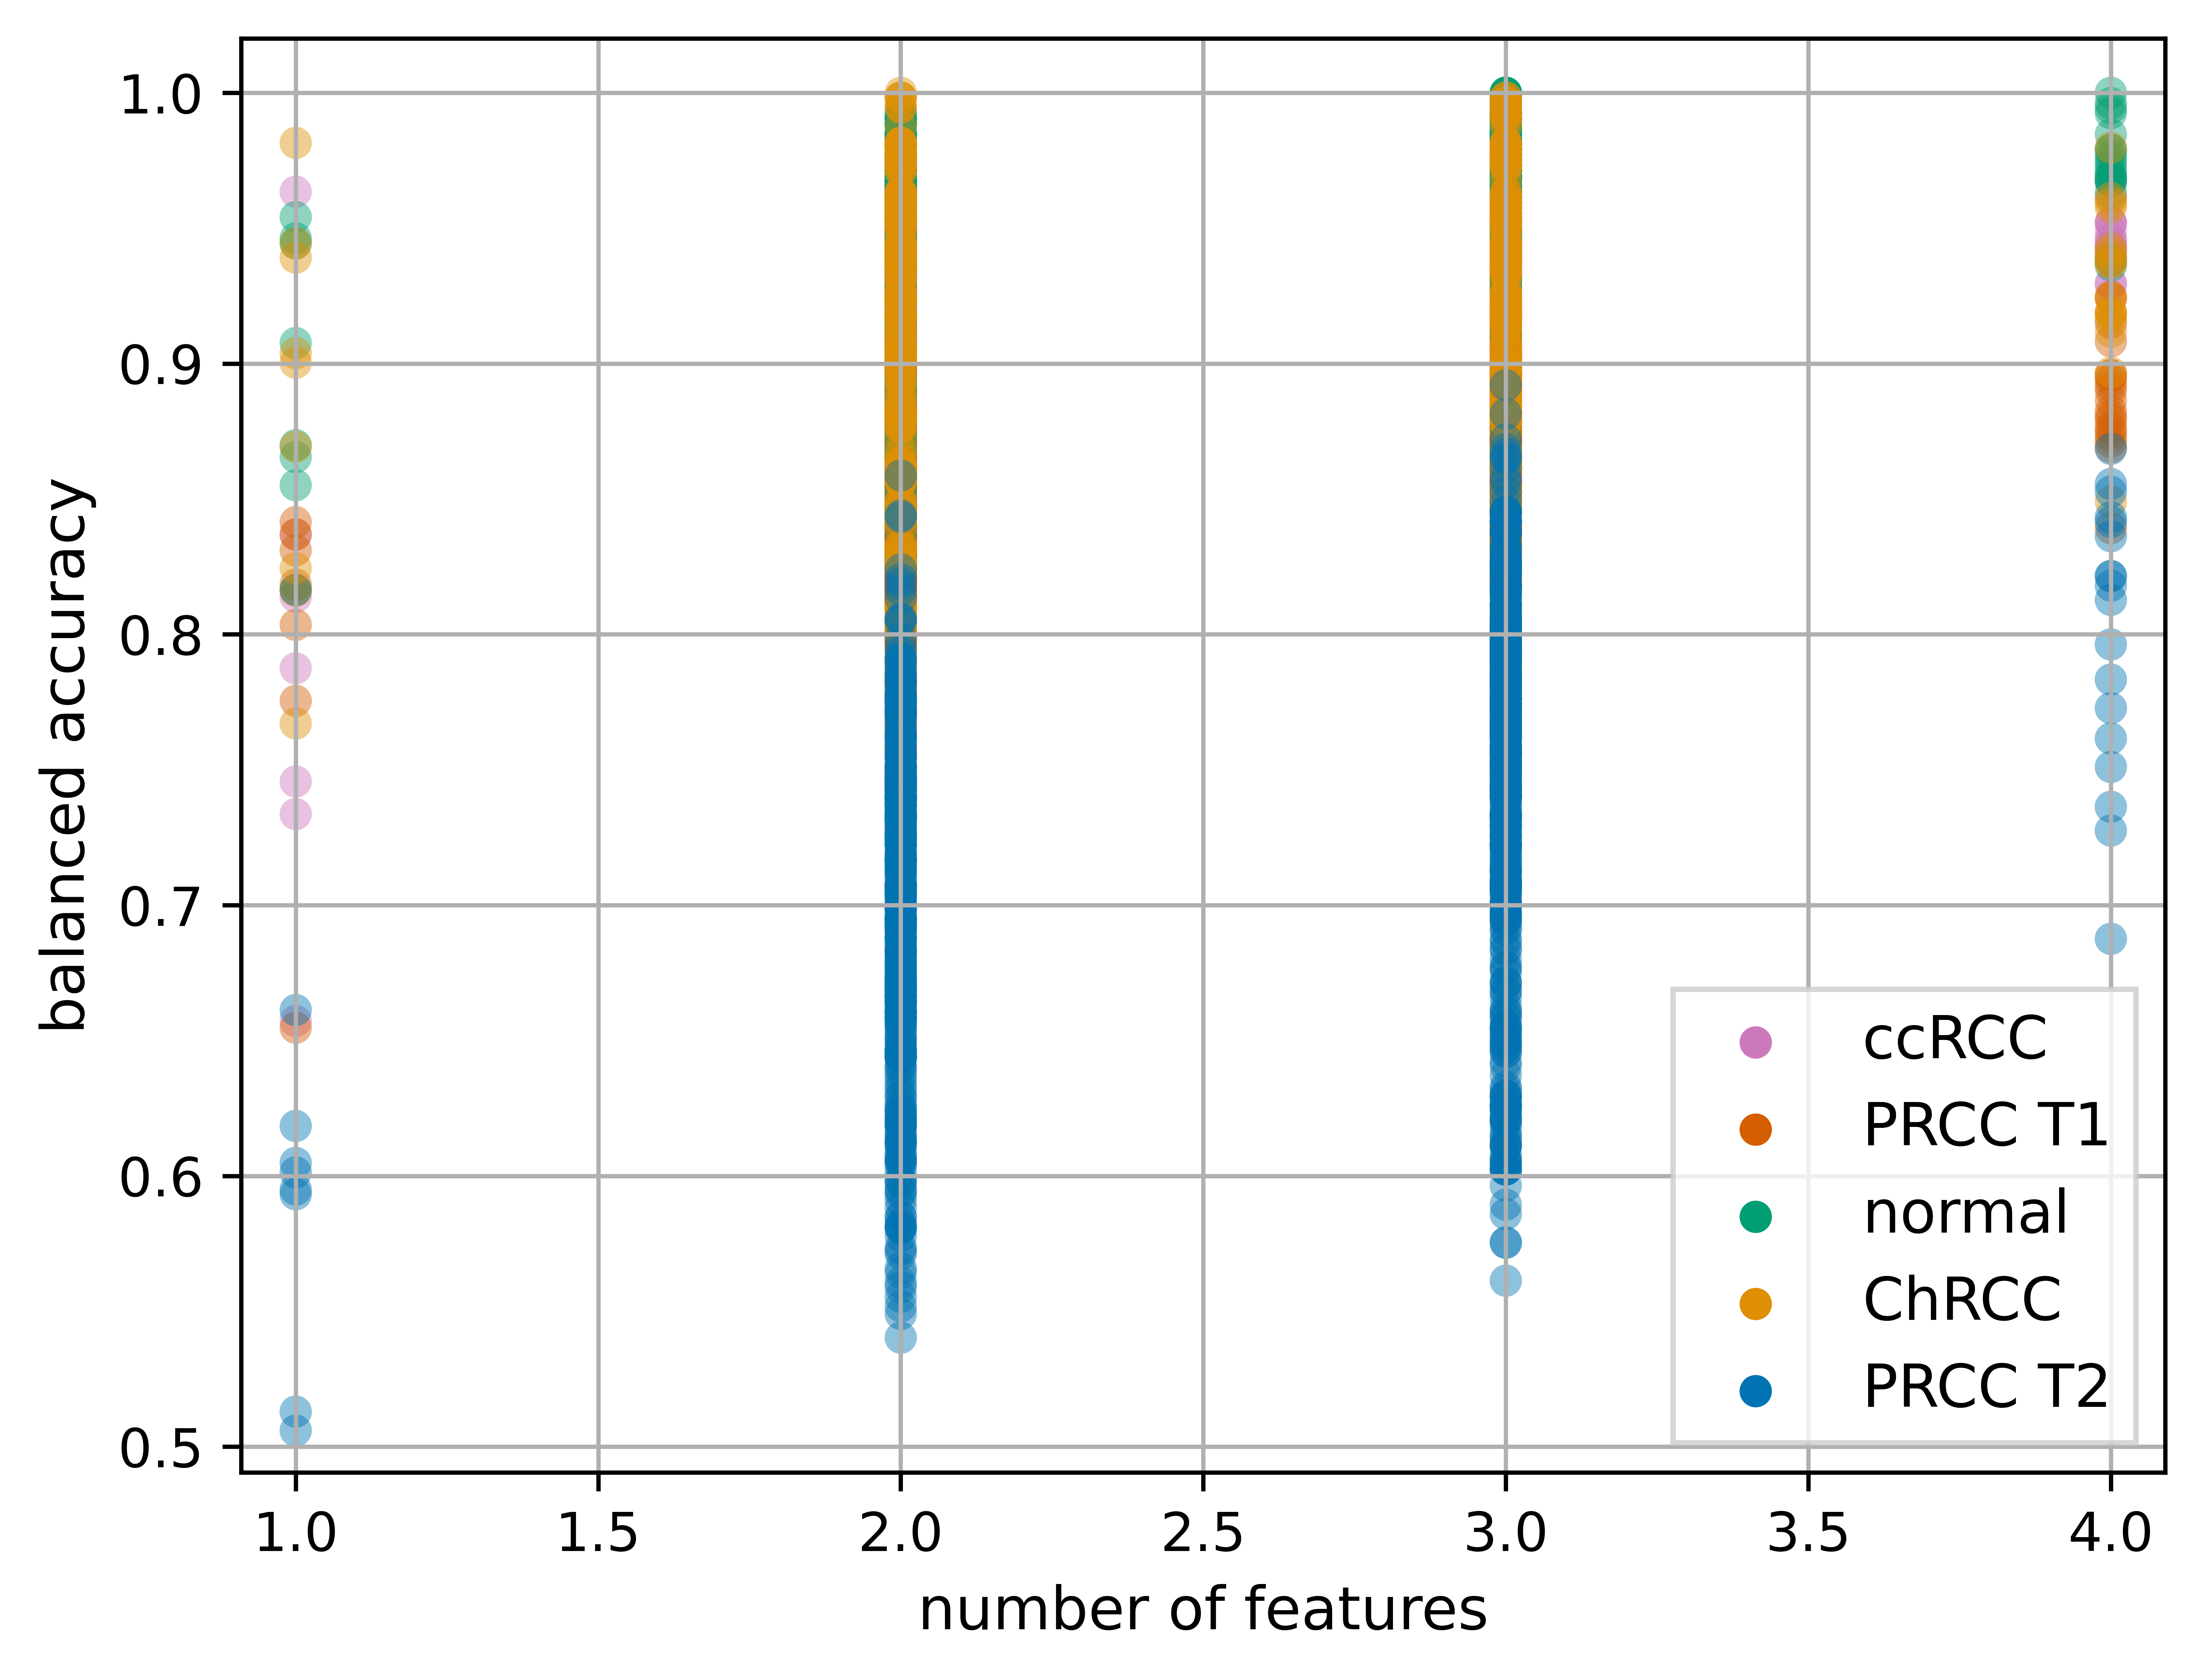 1.0
0.9
0.8
0.7
0.6
0.5
balanced accuracy
ccRCC
PRCC T1
normal
ChRCC
PRCC T2
1.0 1.5 2.0 2.5 3.0 3.5 4.0
number of features